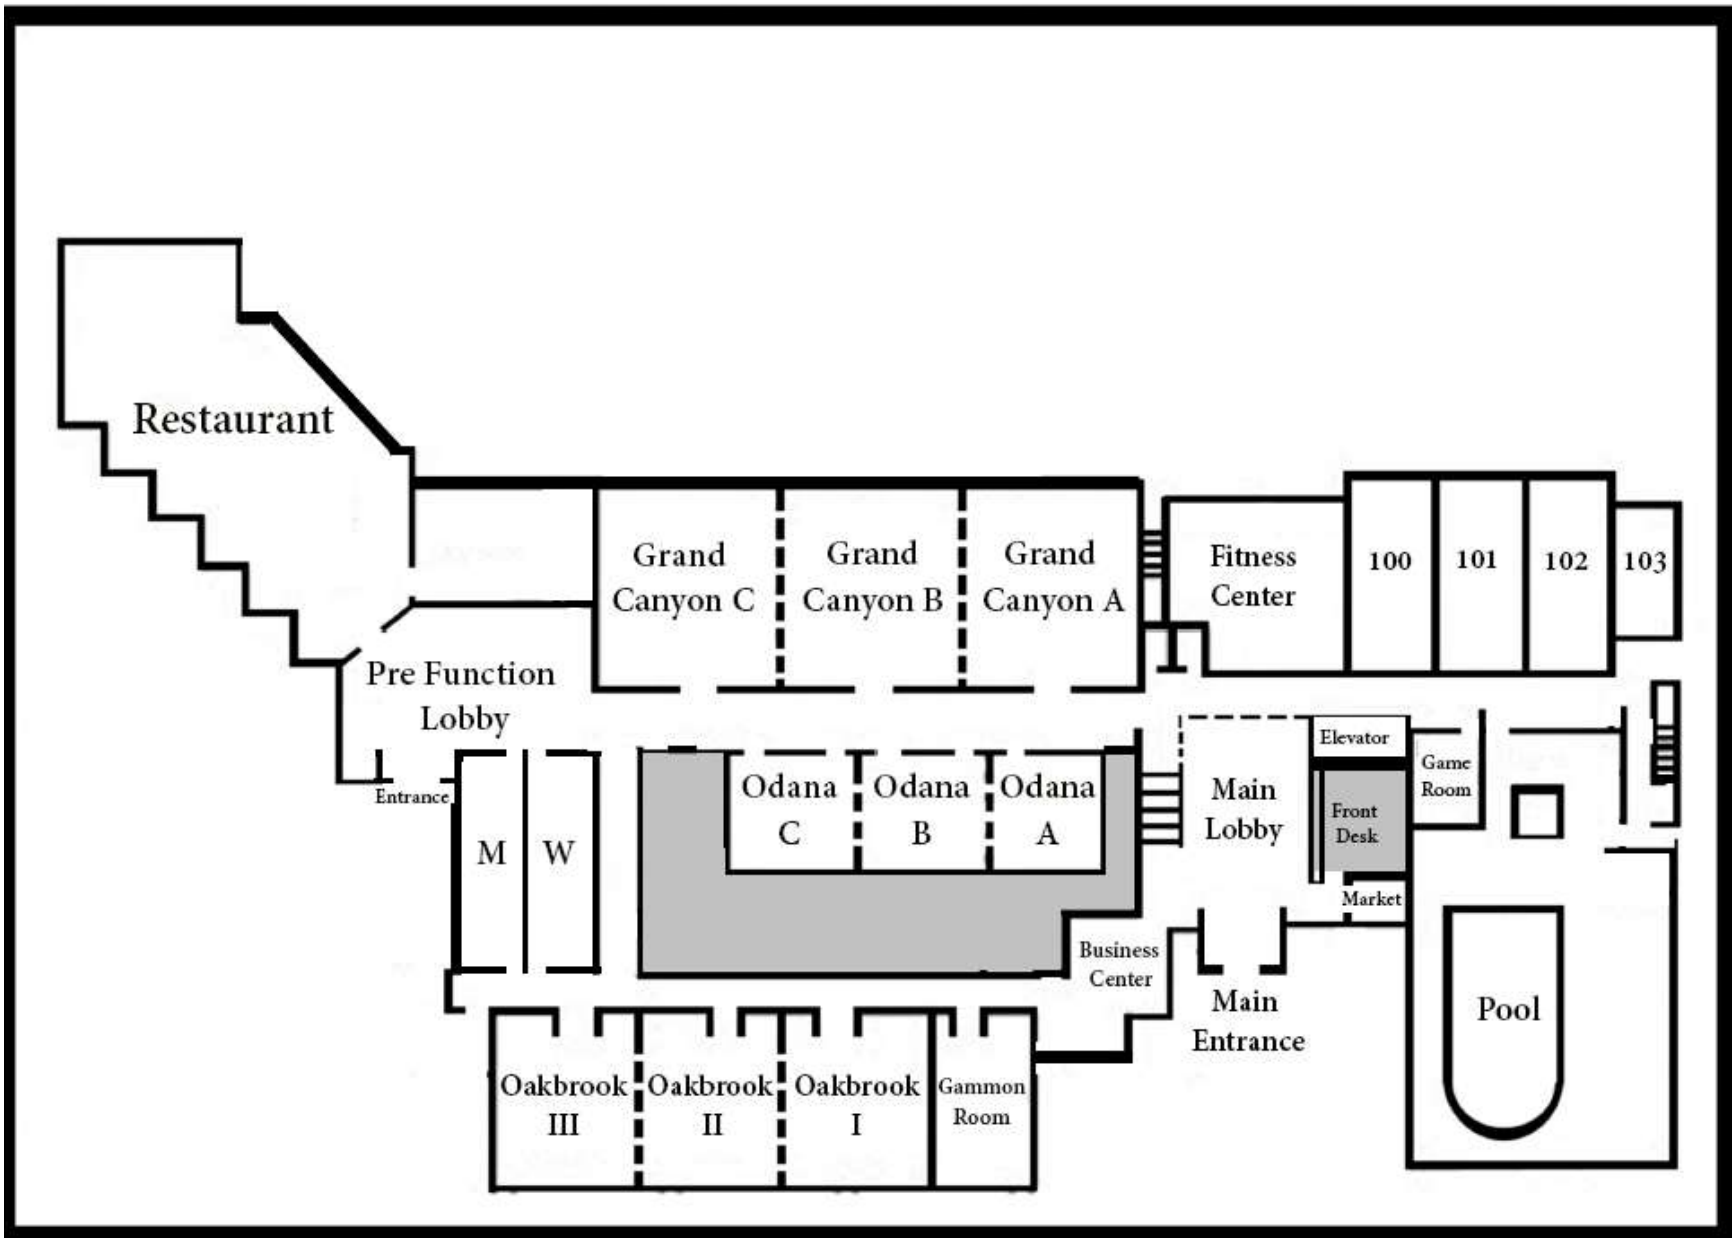 Restaurant
Grand
Canyon C
Grand
Canyon B
Grand
Canyon A
Fitness
Center
100
101
102
103
Pre Function
Lobby
Entrance
M
W
Odana
C
Odana
B
Odana
A
Main
Lobby
Elevator
Game
Room
Front
Desk
Market
Business
Center
Main
Entrance
Pool
Oakbrook
III
Oakbrook
II
Oakbrook
I
Gammon
Room